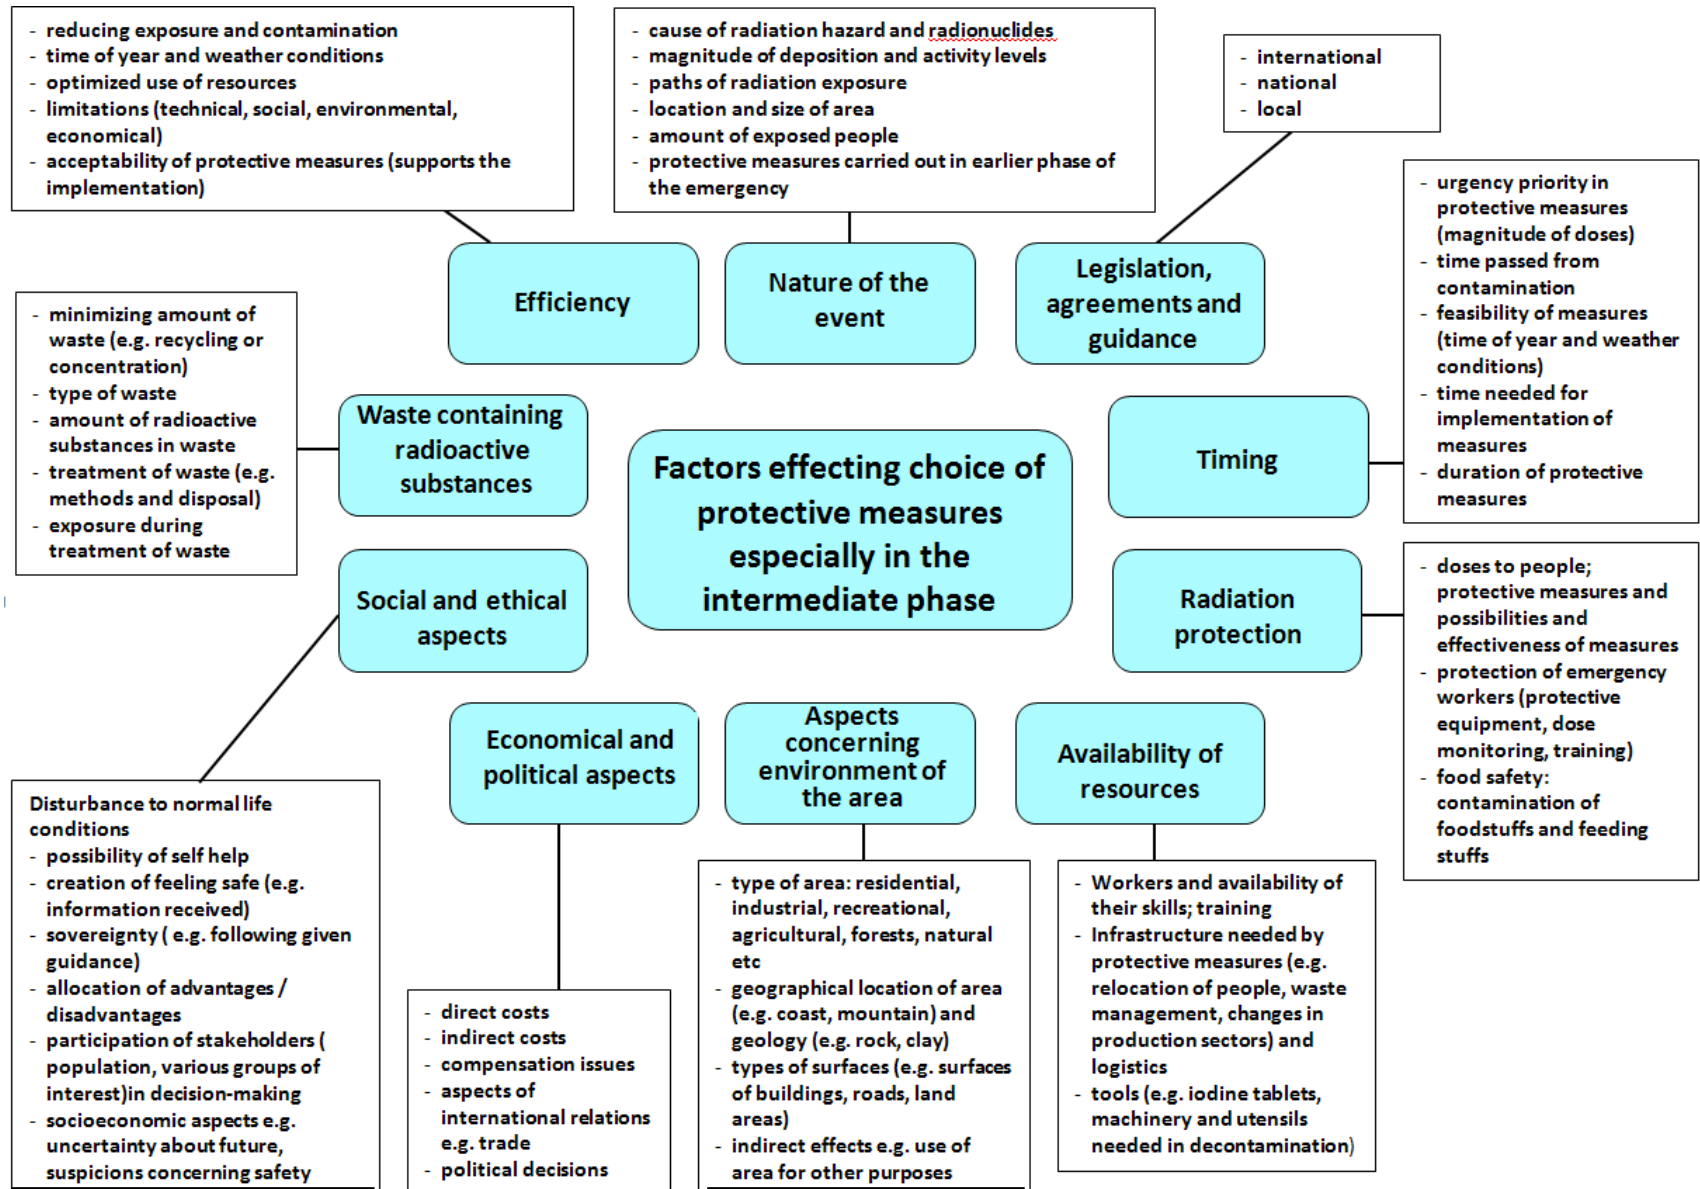 - reducing exposure and contamination
- time of year and weather conditions
- optimized use of resources
- limitations (technical, social, environmental,
economical)
- acceptability of protective measures (supports the
implementation)
- cause of radiation hazard and radionuclides
- magnitude of deposition and activity levels
- paths of radiation exposure
- location and size of area
- amount of exposed people
- protective measures carried out in earlier phase of
the emergency
- international
- national
- local
Efficiency
Nature of the
event
Legislation,
agreements and
guidance
- urgency priority in
protective measures
(magnitude of doses)
- time passed from
contamination
- feasibility of measures
(time of year and weather
conditions)
- time needed for
implementation of
measures
- duration of protective
measures
- minimizing amount of
waste (e.g. recycling or
concentration)
- type of waste
- amount of radioactive
substances in waste
- treatment of waste (e.g.
methods and disposal)
- exposure during
treatment of waste
Waste containing
radioactive
substances
Factors effecting choice of
protective measures
especially in the
intermediate phase
Timing
Social and ethical
aspects
Radiation
protection
- doses to people;
protective measures and
possibilities and
effectiveness of measures
- protection of emergency
workers (protective
equipment, dose
monitoring, training)
- food safety:
contamination of
foodstuffs and feeding
stuffs
Economical and
political aspects
Aspects
concerning
environment of
the area
Availability of
resources
Disturbance to normal life
conditions
- possibility of self help
- creation of feeling safe (e.g.
information received)
- sovereignty ( e.g. following given
guidance)
- allocation of advantages /
disadvantages
- participation of stakeholders (
population, various groups of
interest)in decision-making
- socioeconomic aspects e.g.
uncertainty about future,
suspicions concerning safety
- direct costs
- indirect costs
- compensation issues
- aspects of
international relations
e.g. trade
- political decisions
- type of area: residential,
industrial, recreational,
agricultural, forests, natural
etc
- geographical location of area
(e.g. coast, mountain) and
geology (e.g. rock, clay)
- types of surfaces (e.g. surfaces
of buildings, roads, land
areas)
- indirect effects e.g. use of
area for other purposes
- Workers and availability of
their skills; training
- Infrastructure needed by
protective measures (e.g.
relocation of people, waste
management, changes in
production sectors) and
logistics
- tools (e.g. iodine tablets,
machinery and utensils
needed in decontamination)